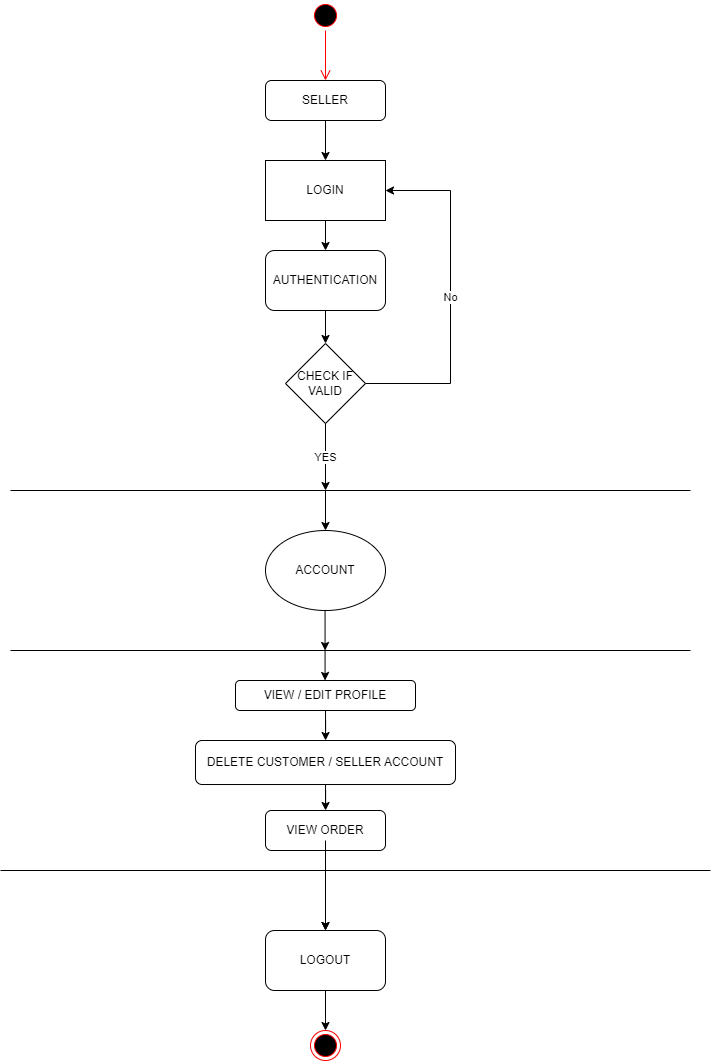 SELLER
LOGIN
AUTHENTICATION
No
CHECK IF
VALID
YES
ACCOUNT
VIEW / EDIT PROFILE
DELETE CUSTOMER / SELLER ACCOUNT
VIEW ORDER
LOGOUT